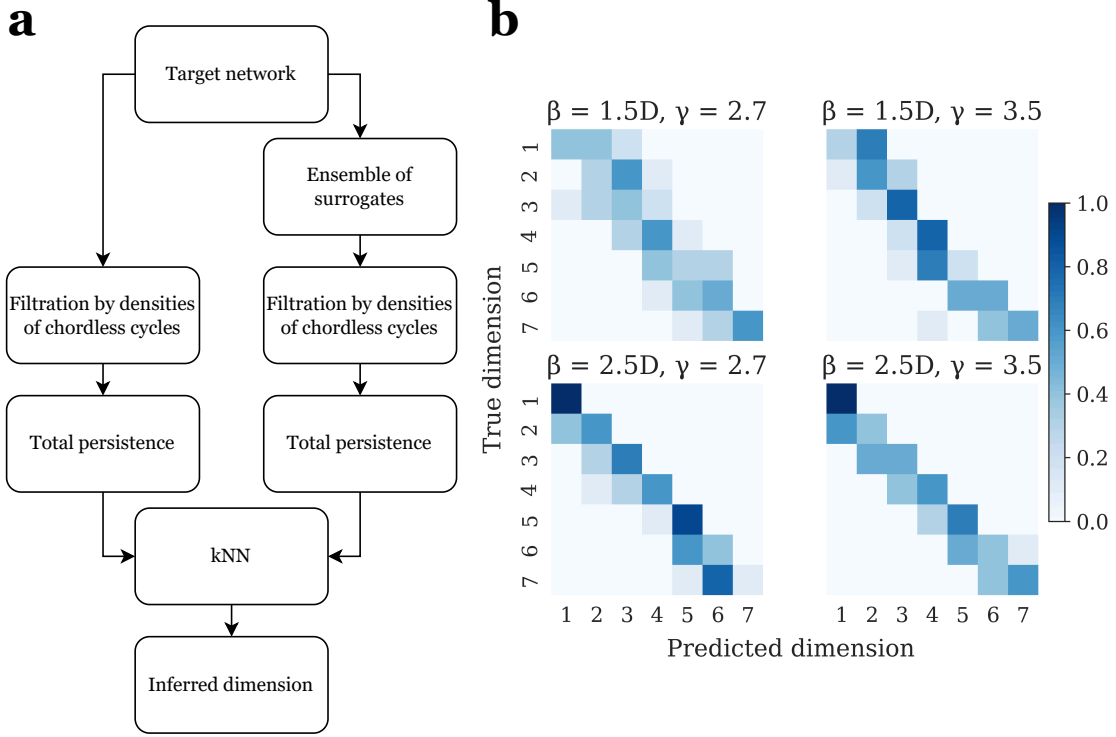 a
Target network
Ensemble of
surrogates
Filtration by densities
of chordless cycles
Filtration by densities
of chordless cycles
Total persistence
Total persistence
kNN
Inferred dimension
b
β = 1.5D, γ = 2.7
β = 1.5D, γ = 3.5
1
2
3
4
5
6
7
β = 2.5D, γ = 2.7
β = 2.5D, γ = 3.5
1
2
3
4
5
6
7
True dimension
1 2 3 4 5 6 7
1 2 3 4 5 6 7
Predicted dimension
1.0
0.8
0.6
0.4
0.2
0.0